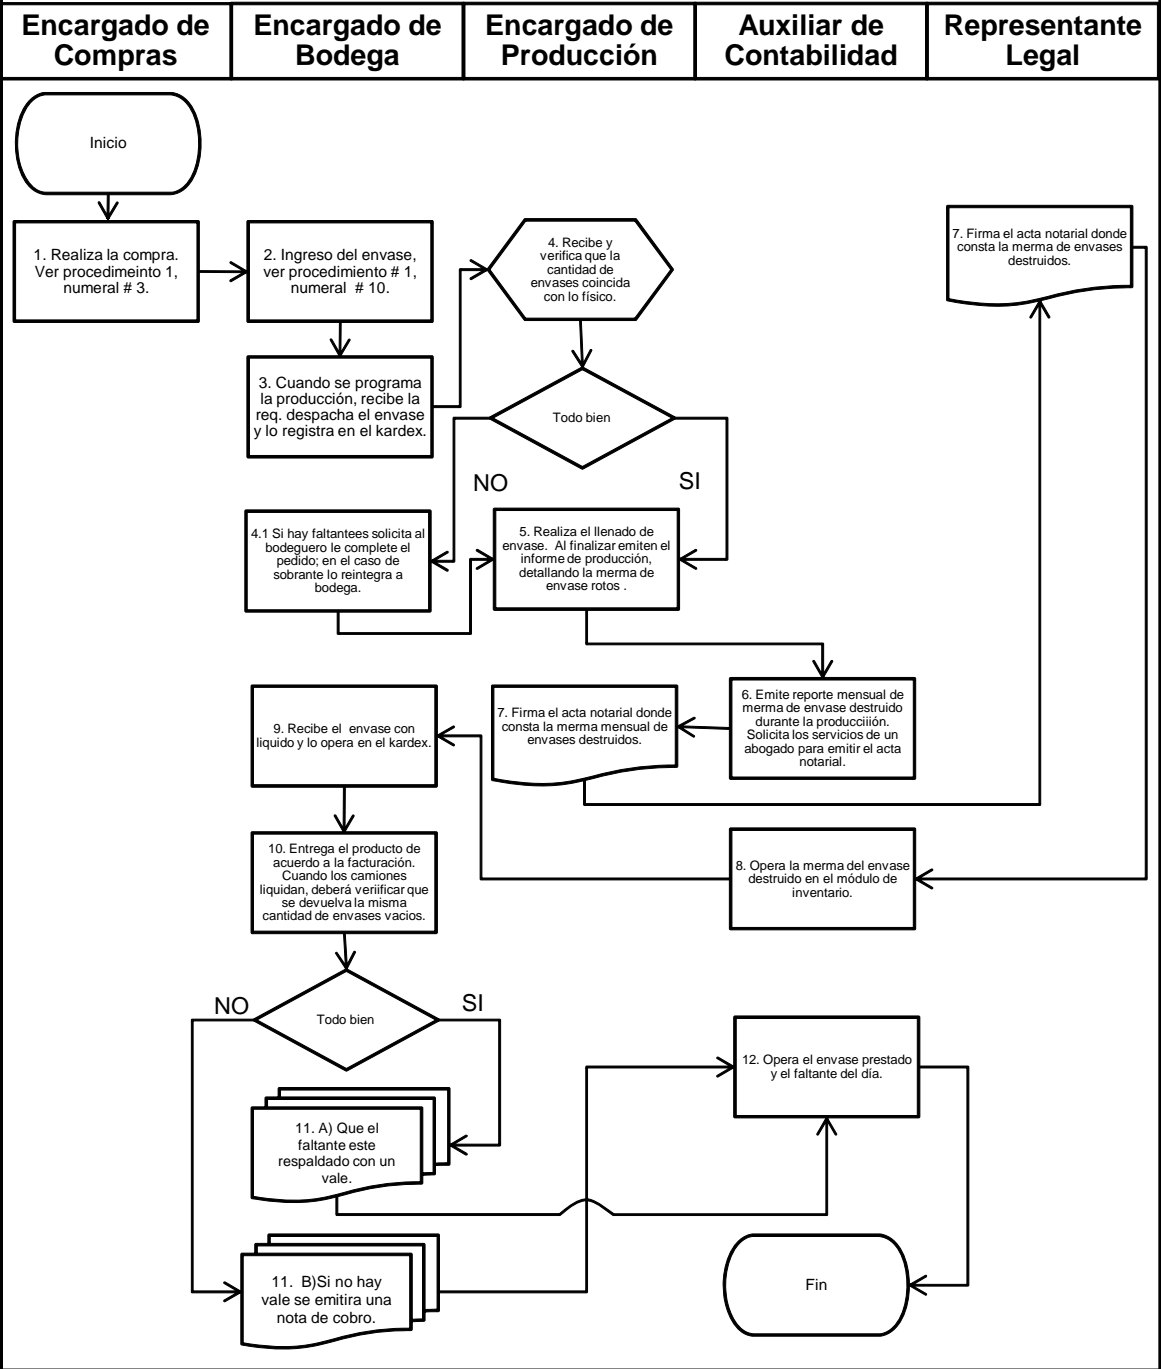 Encargado de
Compras
Encargado de
Bodega
Encargado de
Producción
Auxiliar de
Contabilidad
Representante
Legal
Inicio
1. Realiza la compra.
Ver procedimeinto 1,
numeral # 3.
2. Ingreso del envase,
ver procedimiento # 1,
numeral # 10.
4. Recibe y
verifica que la
cantidad de
envases coincida
con lo físico.
7. Firma el acta notarial donde
consta la merma de envases
destruidos.
3. Cuando se programa
la producción, recibe la
req. despacha el envase
y lo registra en el kardex.
Todo bien
NO
SI
4.1 Si hay faltantees solicita al
bodeguero le complete el
pedido; en el caso de
sobrante lo reintegra a
bodega.
5. Realiza el llenado de
envase. Al finalizar emiten el
informe de producción,
detallando la merma de
envase rotos .
9. Recibe el envase con
liquido y lo opera en el kardex.
7. Firma el acta notarial donde
consta la merma mensual de
envases destruidos.
6. Emite reporte mensual de
merma de envase destruido
durante la producciiión.
Solicita los servicios de un
abogado para emitir el acta
notarial.
10. Entrega el producto de
acuerdo a la facturación.
Cuando los camiones
liquidan, deberá veriificar que
se devuelva la misma
cantidad de envases vacios.
8. Opera la merma del envase
destruido en el módulo de
inventario.
NO
Todo bien
SI
12. Opera el envase prestado
y el faltante del día.
11. A) Que el
faltante este
respaldado con un
vale.
11. B)Si no hay
vale se emitira una
nota de cobro.
Fin